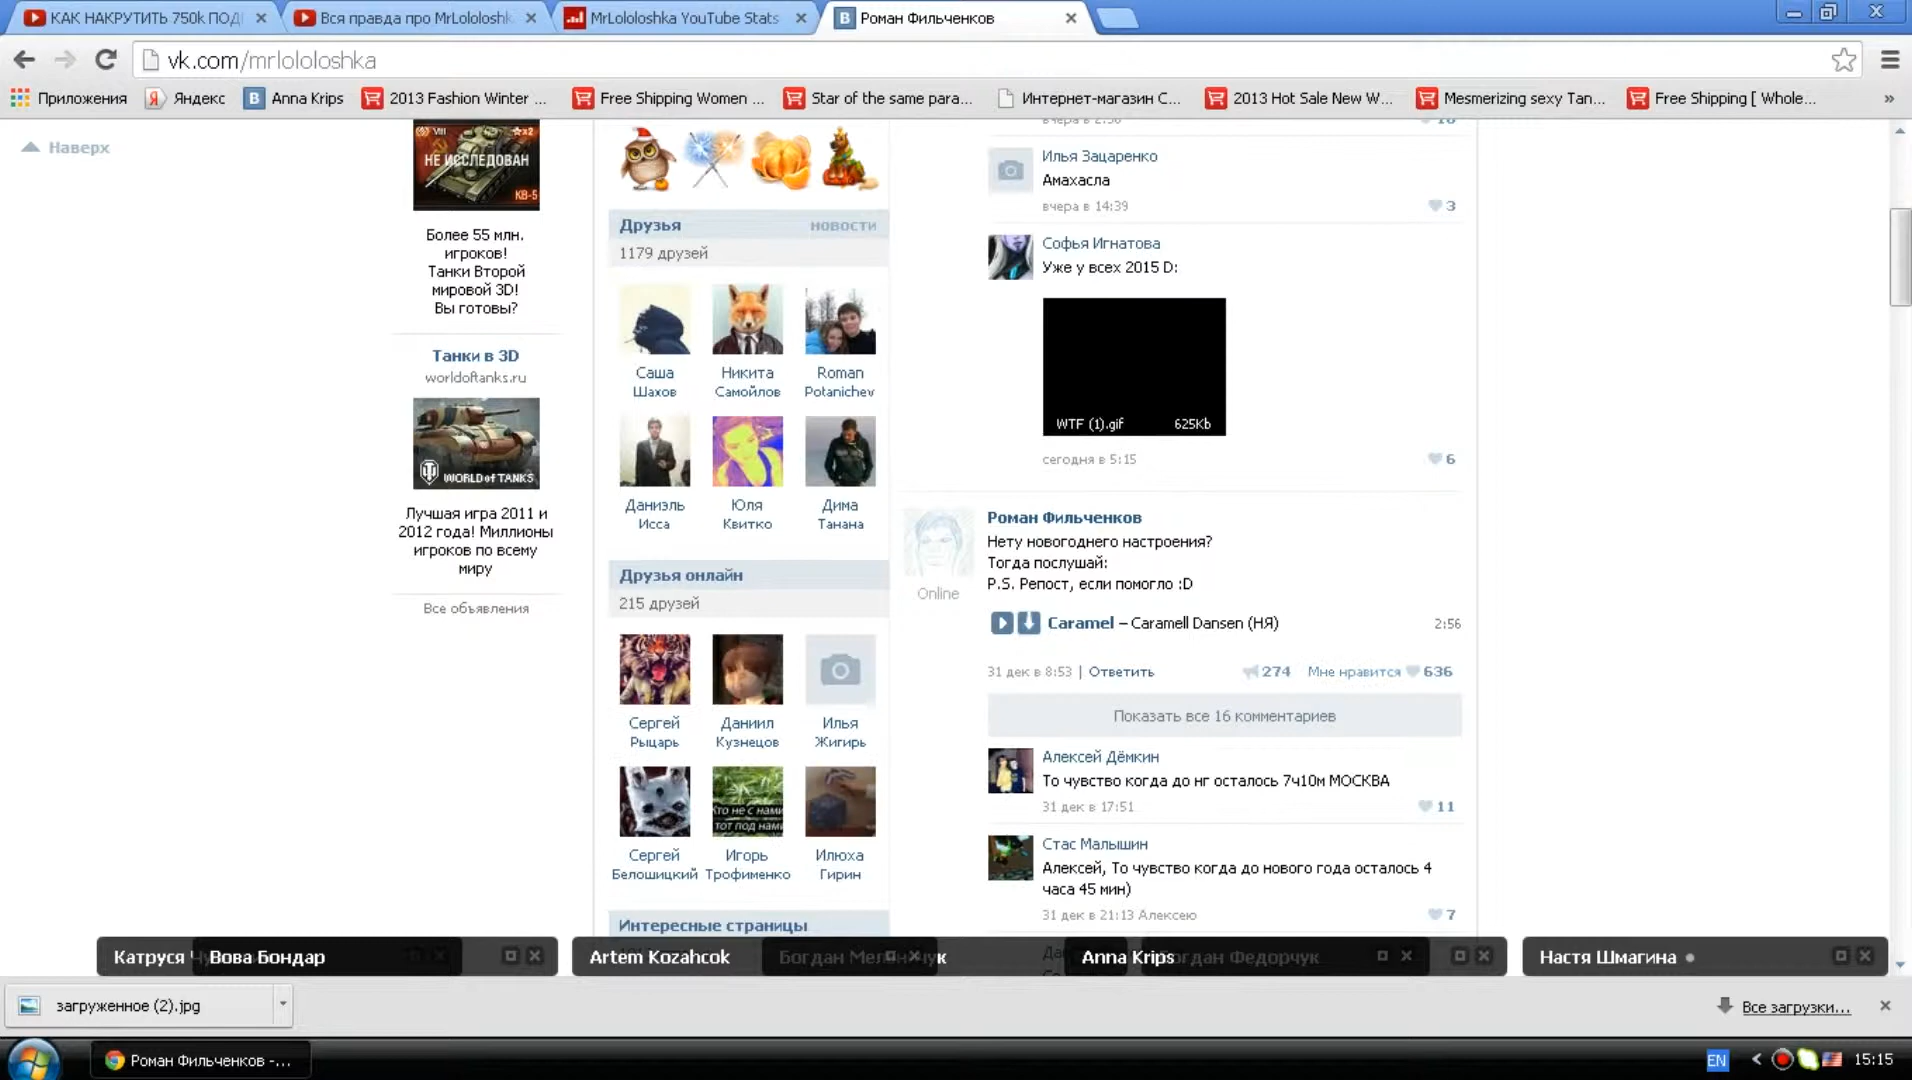 КАК НАКРУТИТЬ 750k ПОД
Вся правда про MrLololoshk
MrLololoshka YouTube Stats
Роман Фильченков
vk.com/mrlololoshka
Приложения
Яндекс
Anna Krips
2013 Fashion Winter ...
Free Shipping Women ...
Star of the same para...
Интернет-магазин С...
2013 Hot Sale New W...
Mesmerizing sexy Tan...
Free Shipping [ Whole...
»
Наверх
VIII
x2
НЕ ИССЛЕДОВАН
КВ-5
Более 55 млн.
игроков!
Танки Второй
мировой 3D!
Вы готовы?
Танки в 3D
worldoftanks.ru
WORLD of TANKS
Лучшая игра 2011 и
2012 года! Миллионы
игроков по всему
миру
Все объявления
Друзья
новости
1179 друзей
Саша
Шахов
Никита
Самойлов
Roman
Potanichev
Даниэль
Исса
Юля
Квитко
Дима
Танана
Друзья онлайн
215 друзей
Сергей
Рыцарь
Даниил
Кузнецов
Илья
Жигирь
Кто не с нами
тот под нами
Сергей
Белошицкий
Игорь
Трофименко
Илюха
Гирин
Интересные страницы
Илья Зацаренко
Амахасла
вчера в 14:39
3
Софья Игнатова
Уже у всех 2015 D:
WTF (1).gif 625Kb
сегодня в 5:15
6
Роман Фильченков
Нету новогоднего настроения?
Тогда послушай:
P.S. Репост, если помогло :D
Online
Caramel – Caramell Dansen (НЯ) 2:56
31 дек в 8:53 | Ответить 274 Мне нравится 636
Показать все 16 комментариев
Алексей Дёмкин
То чувство когда до нг осталось 7ч10м МОСКВА
31 дек в 17:51
11
Стас Малышин
Алексей, То чувство когда до нового года осталось 4
часа 45 мин)
31 дек в 21:13 Алексею
7
Катруся
Вова Бондар
Artem Kozahcok
Anna Krips
Настя Шмагина
загруженное (2).jpg
Все загрузки...
Роман Фильченков -...
EN
15:15